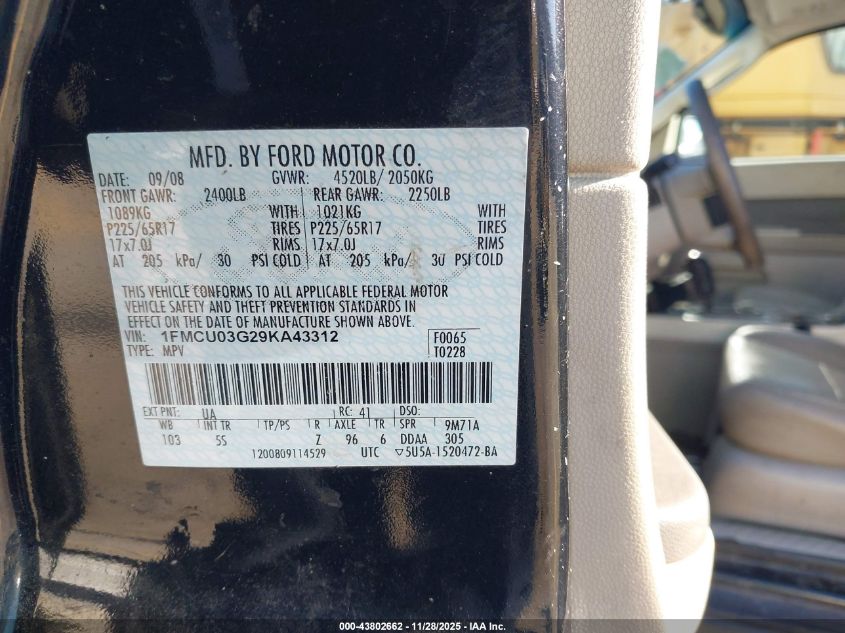 MFD. BY FORD MOTOR CO.
DATE: 09/08 GVWR: 4520LB/ 2050KG
FRONT GAWR: 2400LB REAR GAWR: 2250LB
1089KG WITH 1021KG WITH
P225/65R17 TIRES P225/65R17 TIRES
17x7.0J RIMS 17x7.0J RIMS
AT 205 kPa/ 30 PSI COLD AT 205 kPa/ 30 PSI COLD
THIS VEHICLE CONFORMS TO ALL APPLICABLE FEDERAL MOTOR
VEHICLE SAFETY AND THEFT PREVENTION STANDARDS IN
EFFECT ON THE DATE OF MANUFACTURE SHOWN ABOVE.
VIN: 1FMCU03G29KA43312 F0065
TYPE: MPV T0228
EXT PNT: UA RC: 41 DSO:
WB INT TR TP/PS R AXLE TR SPR 9M71A
103 5S Z 96 6 DDAA 305
1200809114529 UTC ▽5U5A-1520472-BA
000-43802662 - 11/28/2025 - IAA Inc.